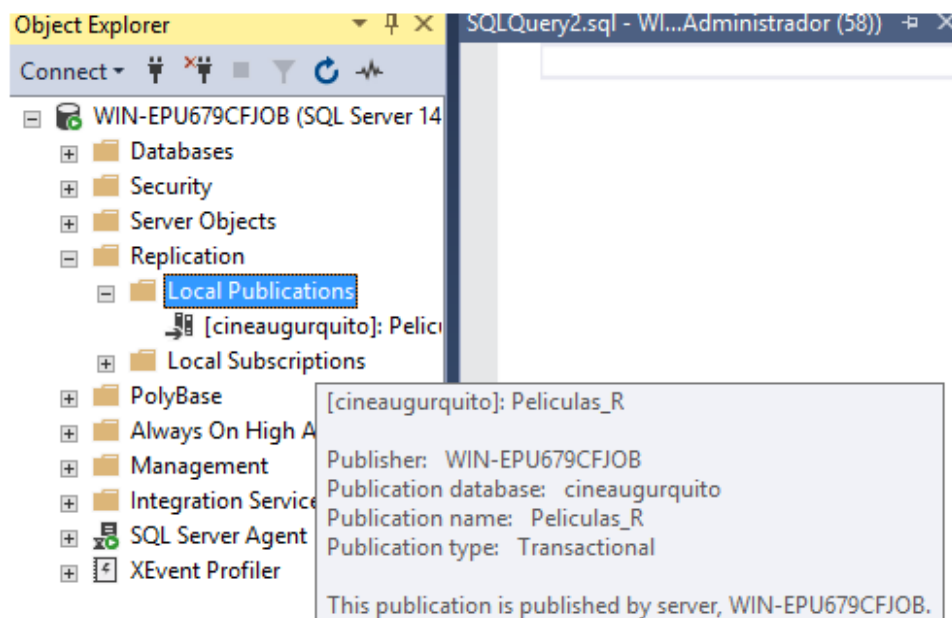 Object Explorer
SQLQuery2.sql - WI...Administrador (58))
Connect
WIN-EPU679CFJOB (SQL Server 14
Databases
Security
Server Objects
Replication
Local Publications
[cineaugurquito]: Pelicu
Local Subscriptions
PolyBase
Always On High A
Management
Integration Service
SQL Server Agent
XEvent Profiler
[cineaugurquito]: Peliculas_R
Publisher: WIN-EPU679CFJOB
Publication database: cineaugurquito
Publication name: Peliculas_R
Publication type: Transactional
This publication is published by server, WIN-EPU679CFJOB.